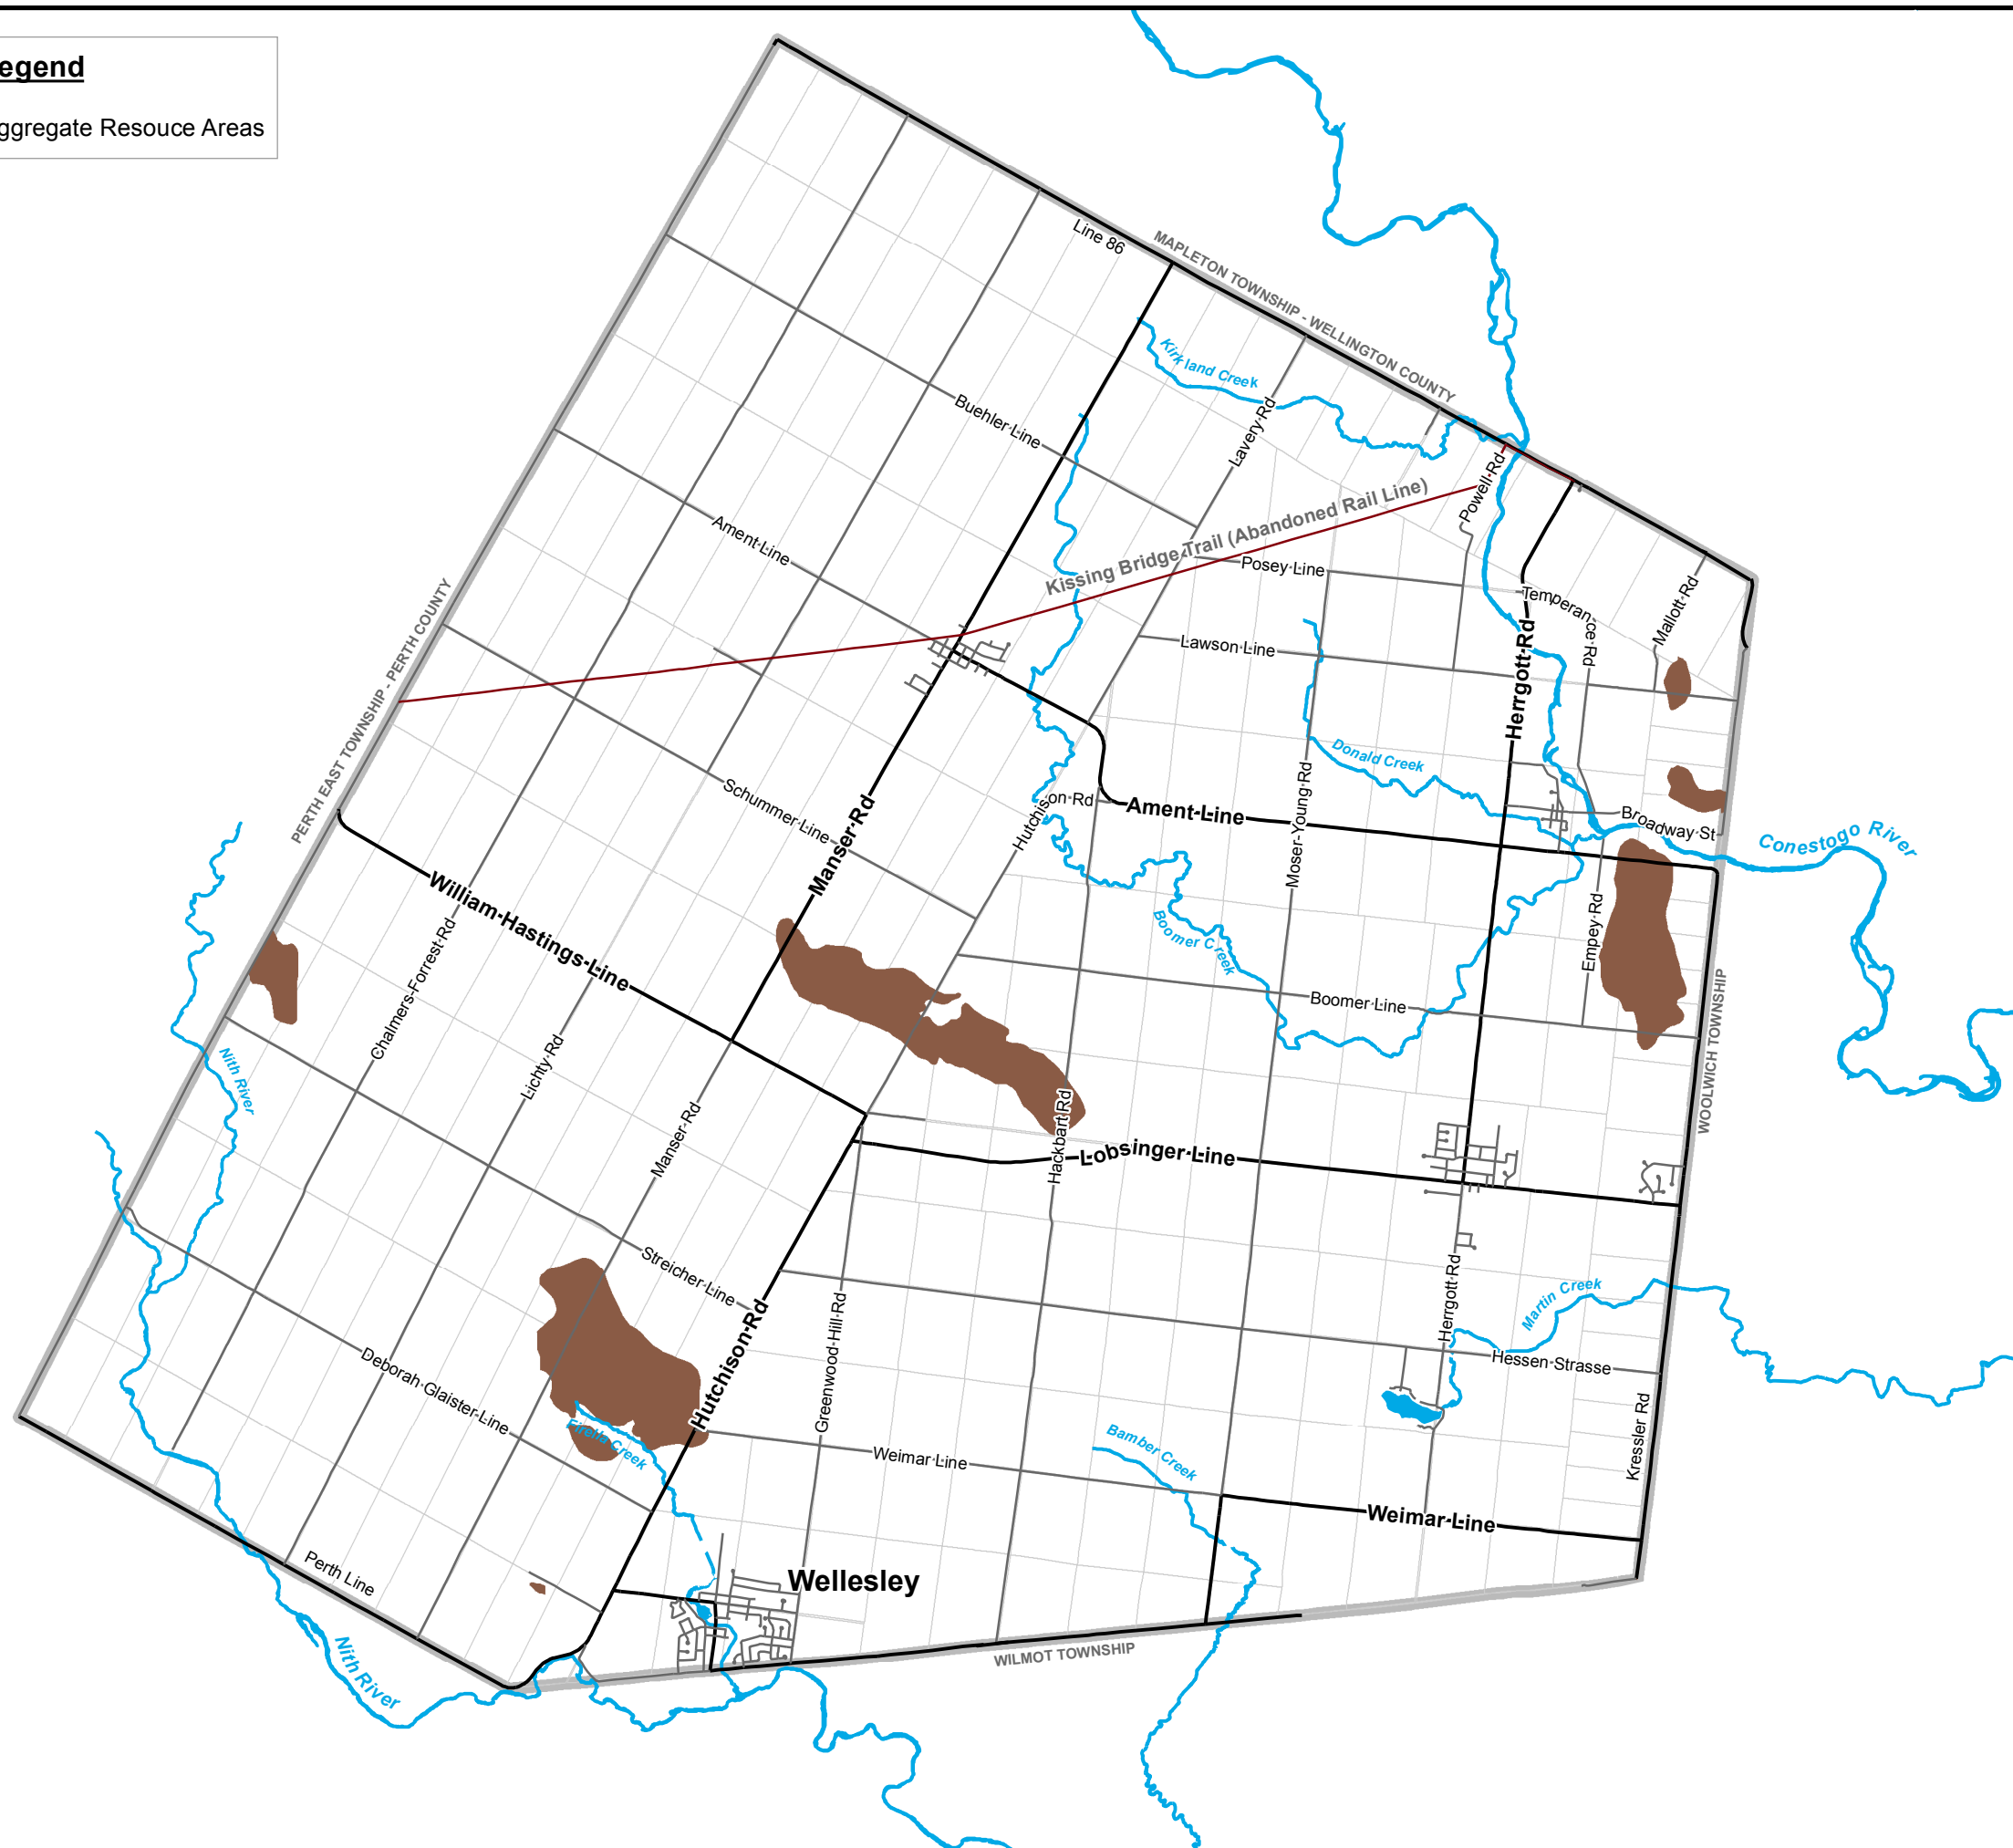 egend
ggregate Resouce Areas
Line 86
MAPLETON TOWNSHIP - WELLINGTON COUNTY
Kirkland Creek
Buehler Line
Lavery Rd
Powell Rd
Kissing Bridge Trail (Abandoned Rail Line)
Ament Line
Posey Line
Temperance Rd
Mallott Rd
PERTH EAST TOWNSHIP - PERTH COUNTY
Lawson Line
Herrgott Rd
Donald Creek
Schummer Line
Manser Rd
Hutchison Rd
Ament Line
Moser-Young Rd
Broadway St
Conestogo River
William Hastings Line
Chalmers-Forrest Rd
Boomer Creek
Empey Rd
Boomer Line
WOOLWICH TOWNSHIP
Nith River
Lichty Rd
Manser Rd
Hackbart Rd
Lobsinger Line
Streicher Line
Hutchison Rd
Greenwood Hill Rd
Herrgott Rd
Martin Creek
Hessen Strasse
Deborah Glaister Line
Firella Creek
Weimar Line
Bamber Creek
Kressler Rd
Weimar Line
Perth Line
Wellesley
Nith River
WILMOT TOWNSHIP